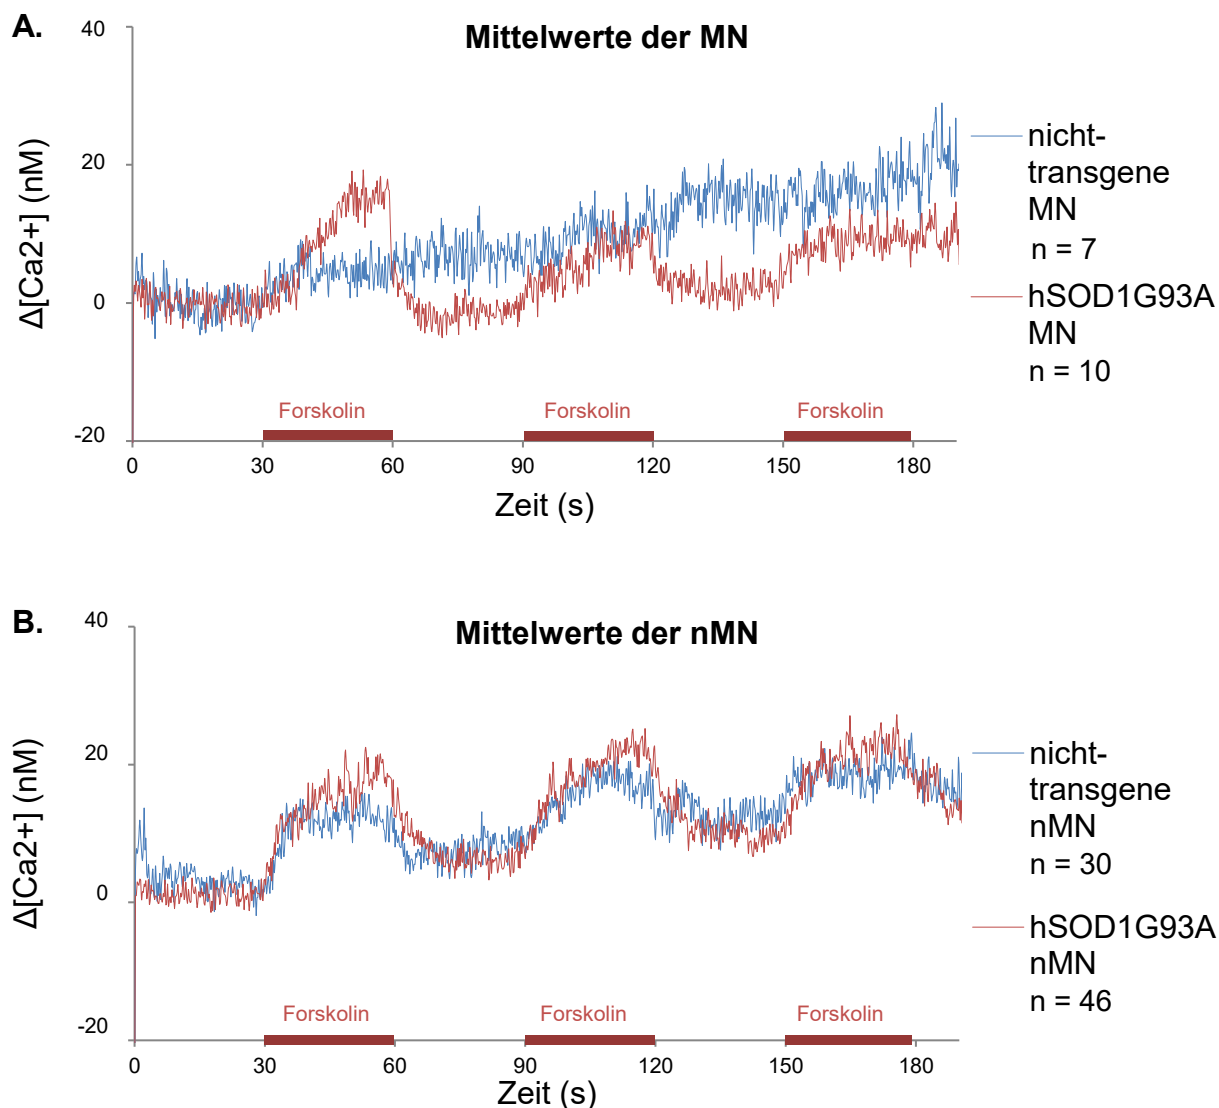 A.
Mittelwerte der MN
40
20
0
-20
Δ[Ca2+] (nM)
Forskolin
Forskolin
Forskolin
0
30
60
90
120
150
180
Zeit (s)
nicht-
transgene
MN
n = 7
hSOD1G93A
MN
n = 10
B.
Mittelwerte der nMN
40
20
0
-20
Δ[Ca2+] (nM)
Forskolin
Forskolin
Forskolin
0
30
60
90
120
150
180
Zeit (s)
nicht-
transgene
nMN
n = 30
hSOD1G93A
nMN
n = 46